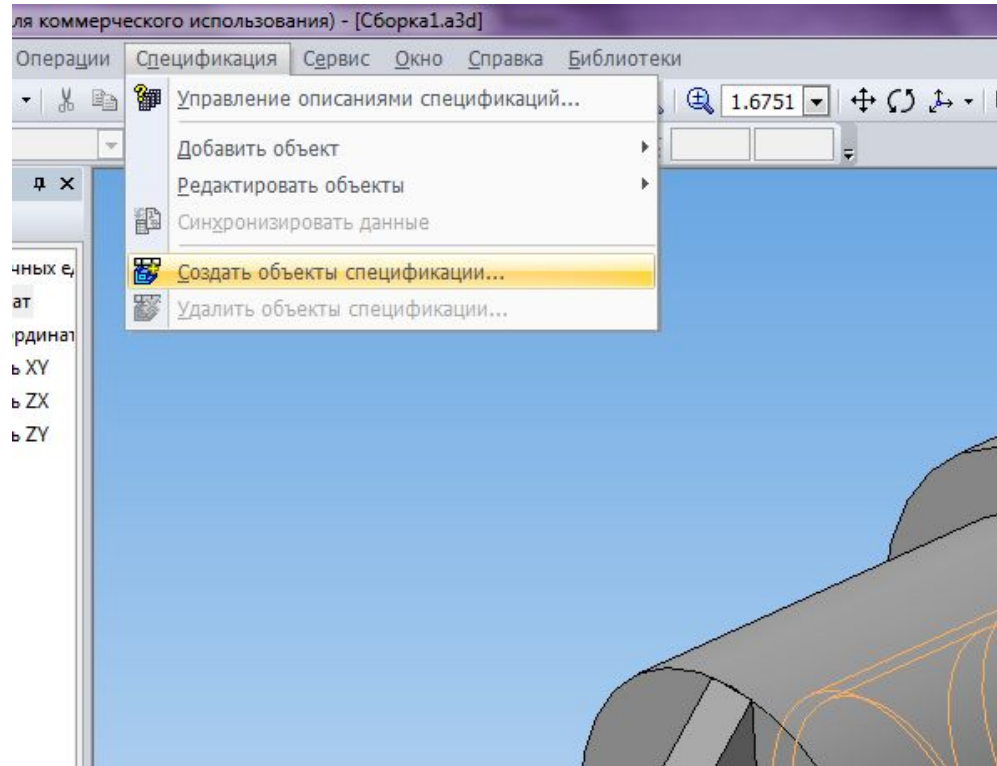 ля коммерческого использования) - [Сборка1.a3d]
Операции Спецификация Сервис Окно Справка Библиотеки
Управление описаниями спецификаций... 1.6751
Добавить объект
Редактировать объекты
Синхронизировать данные
чных е
Создать объекты спецификации...
ат
Удалить объекты спецификации...
рдинат
ь XY
ь ZX
ь ZY